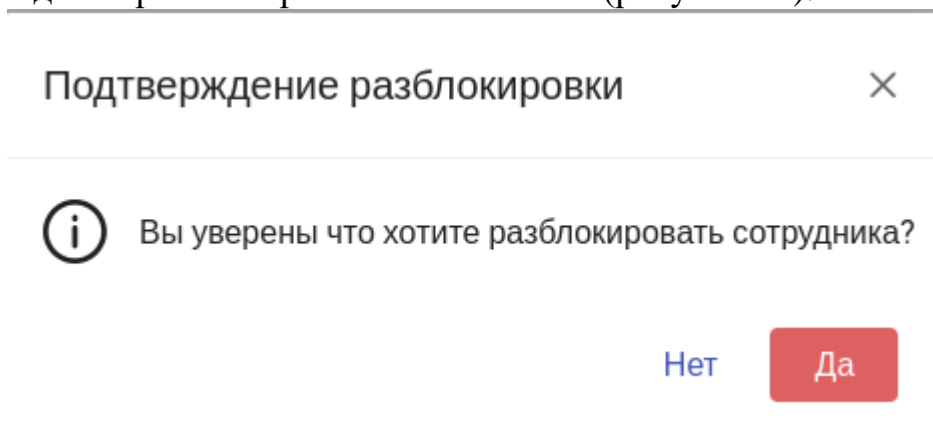 Подтверждение разблокировки
Вы уверены что хотите разблокировать сотрудника?
Нет
Да